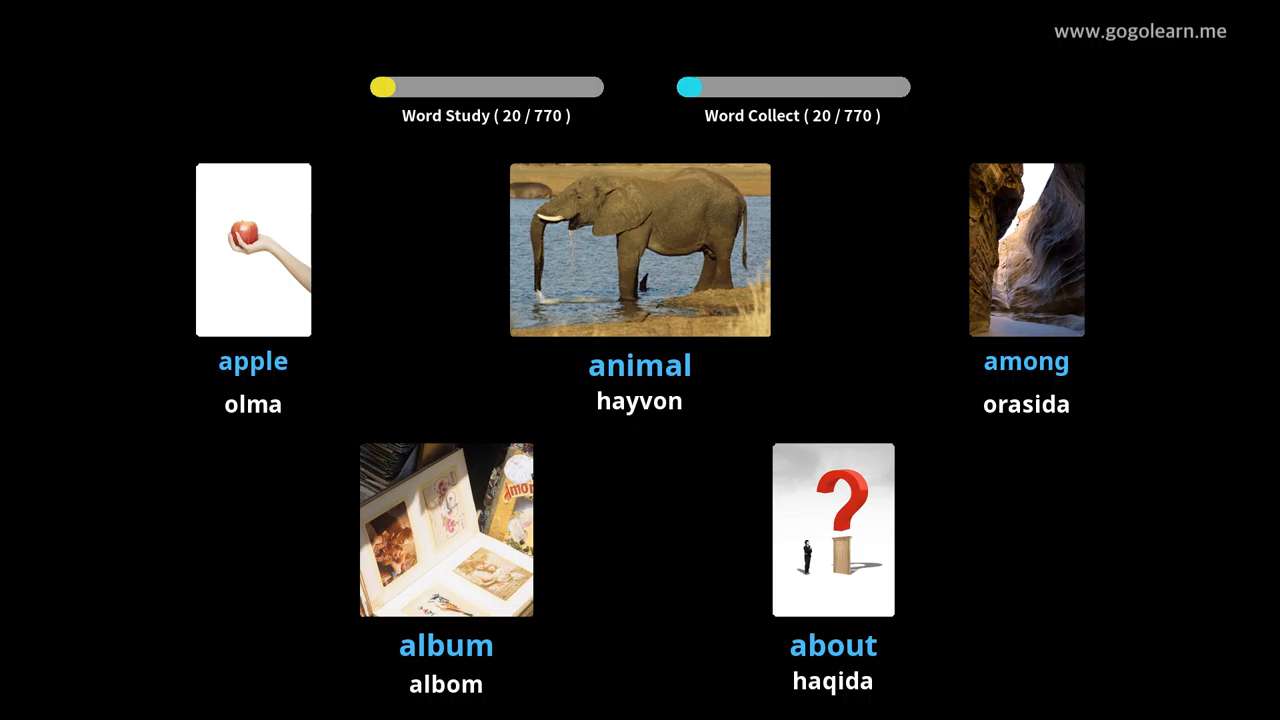 www.gogolearn.me
Word Study ( 20 / 770 )
Word Collect ( 20 / 770 )
apple
olma
animal
hayvon
among
orasida
album
albom
about
haqida